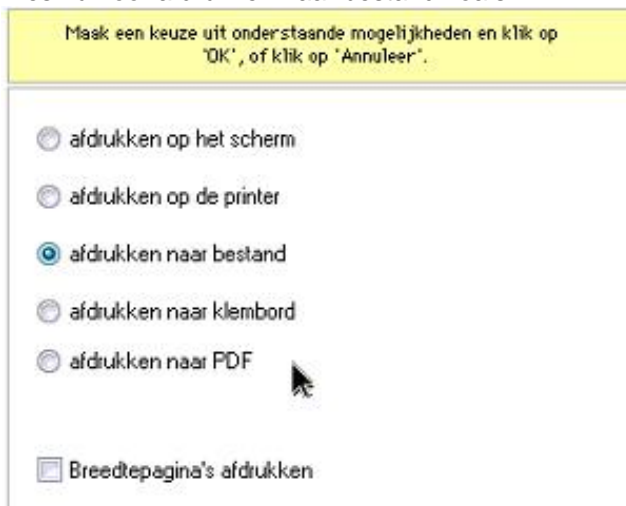 Maak een keuze uit onderstaande mogelijkheden en klik op
'OK', of klik op 'Annuleer'.
afdrukken op het scherm
afdrukken op de printer
afdrukken naar bestand
afdrukken naar klembord
afdrukken naar PDF
Breedtepagina's afdrukken